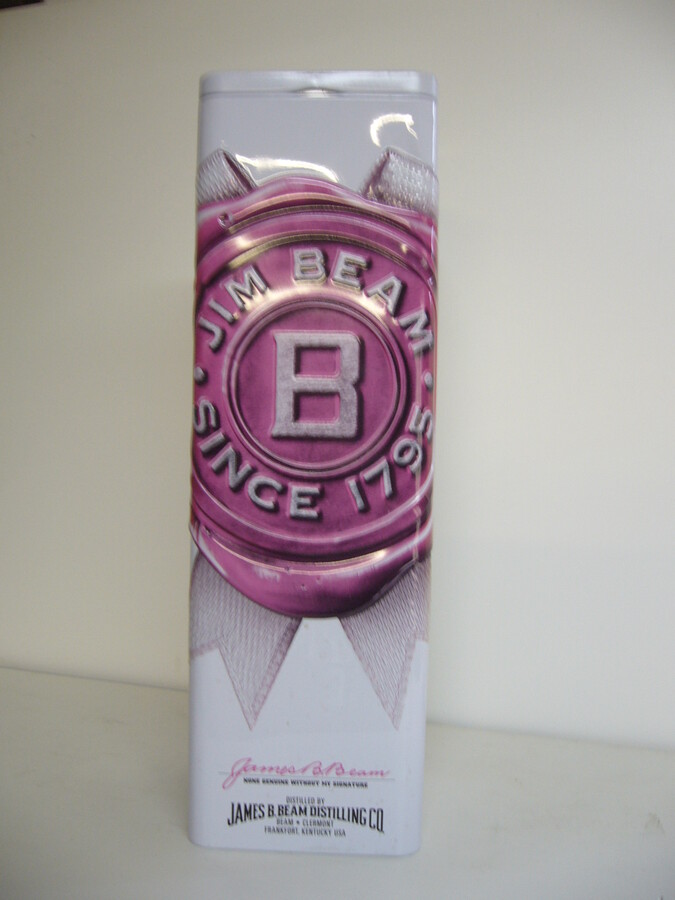 JIM BEAM
B
• SINCE 1795 •
James B. Beam
NONE GENUINE WITHOUT MY SIGNATURE
DISTILLED BY
JAMES B. BEAM DISTILLING CO.
BEAM • CLERMONT
FRANKFORT, KENTUCKY USA